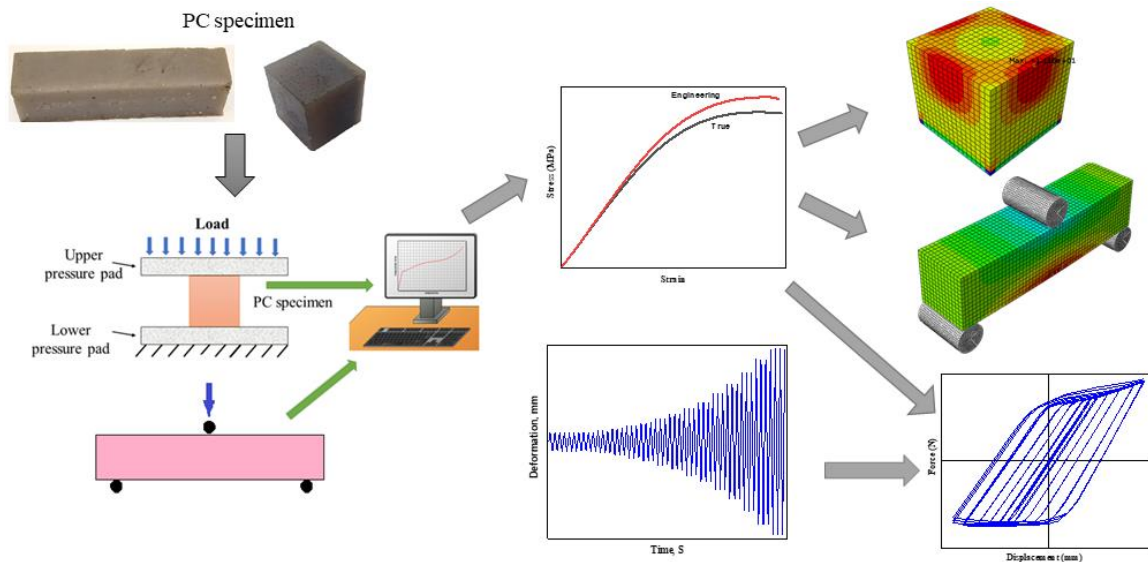 PC specimen
Load
Upper
pressure pad
PC specimen
Lower
pressure pad
Engineering
True
Stress (MPa)
Strain
Deformation, mm
Time, S
Force (N)
Displacement (mm)